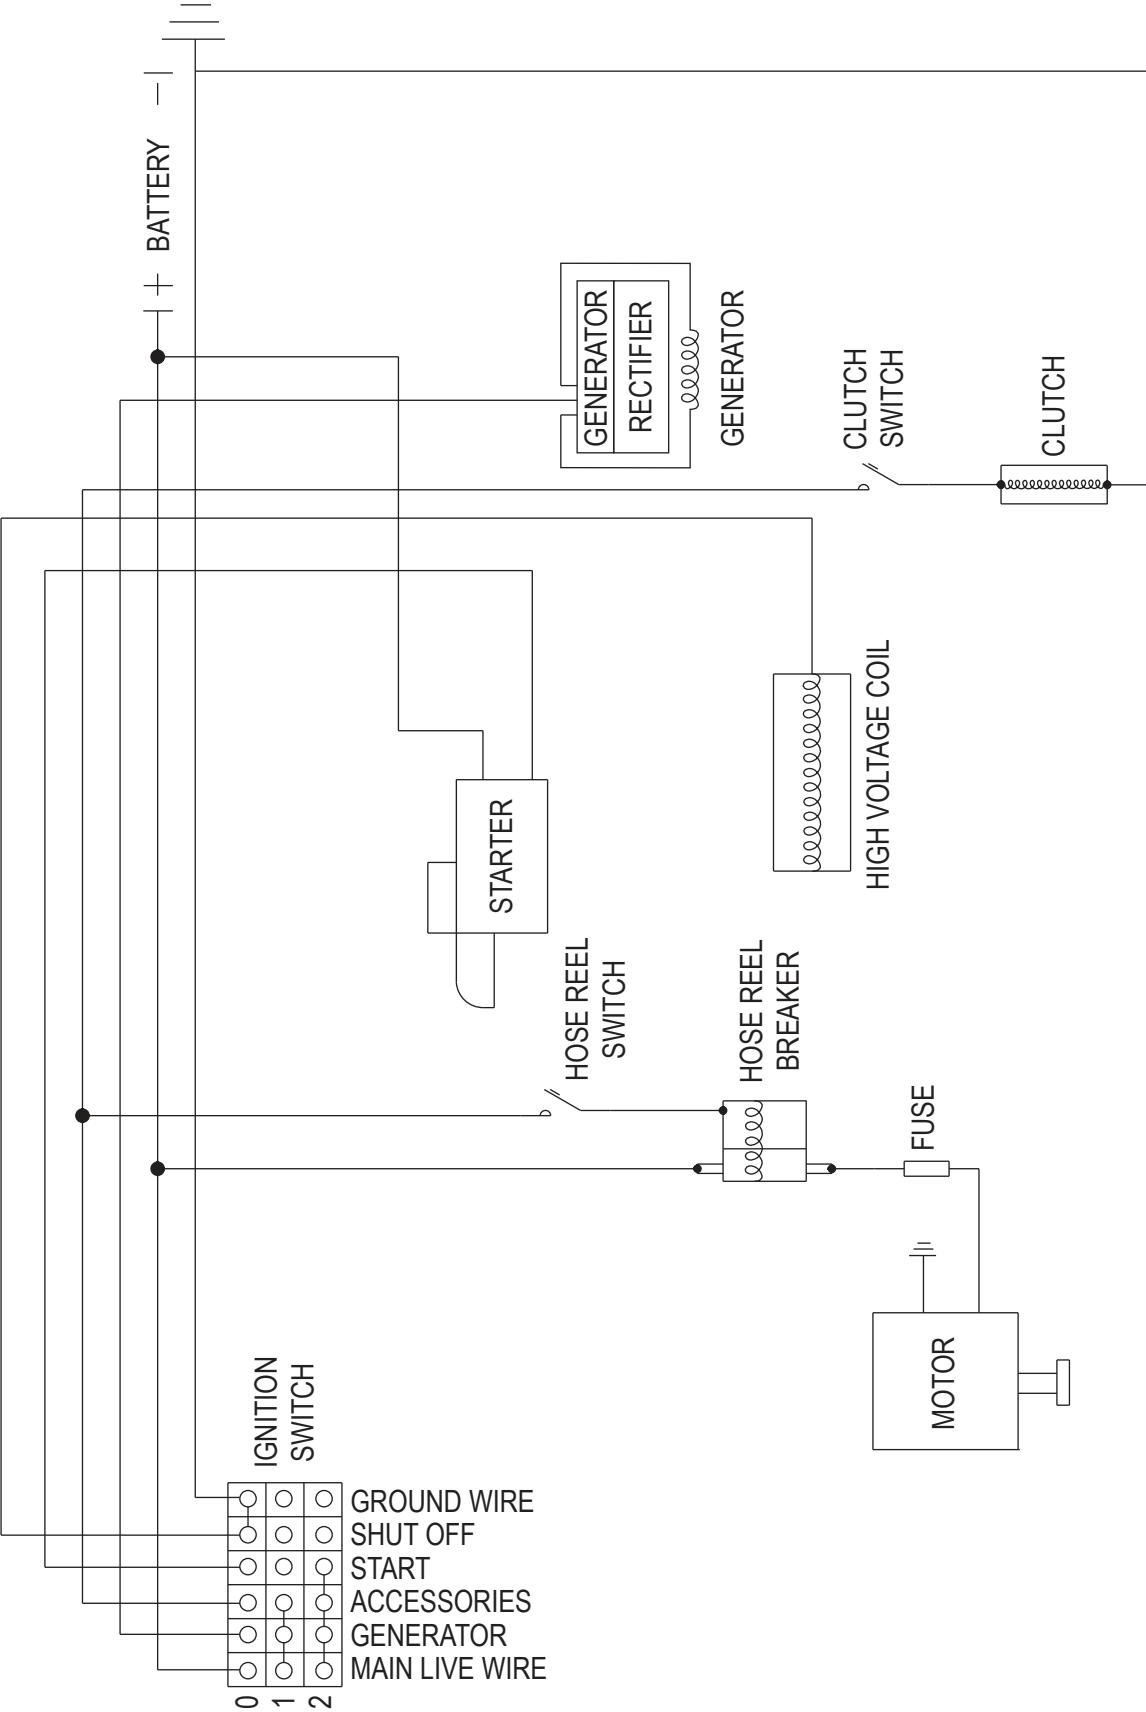 − BATTERY +
GENERATOR
RECTIFIER
GENERATOR
CLUTCH
SWITCH
CLUTCH
STARTER
HIGH VOLTAGE COIL
HOSE REEL
SWITCH
HOSE REEL
BREAKER
FUSE
MOTOR
IGNITION
SWITCH
GROUND WIRE
SHUT OFF
START
ACCESSORIES
GENERATOR
MAIN LIVE WIRE
0
1
2